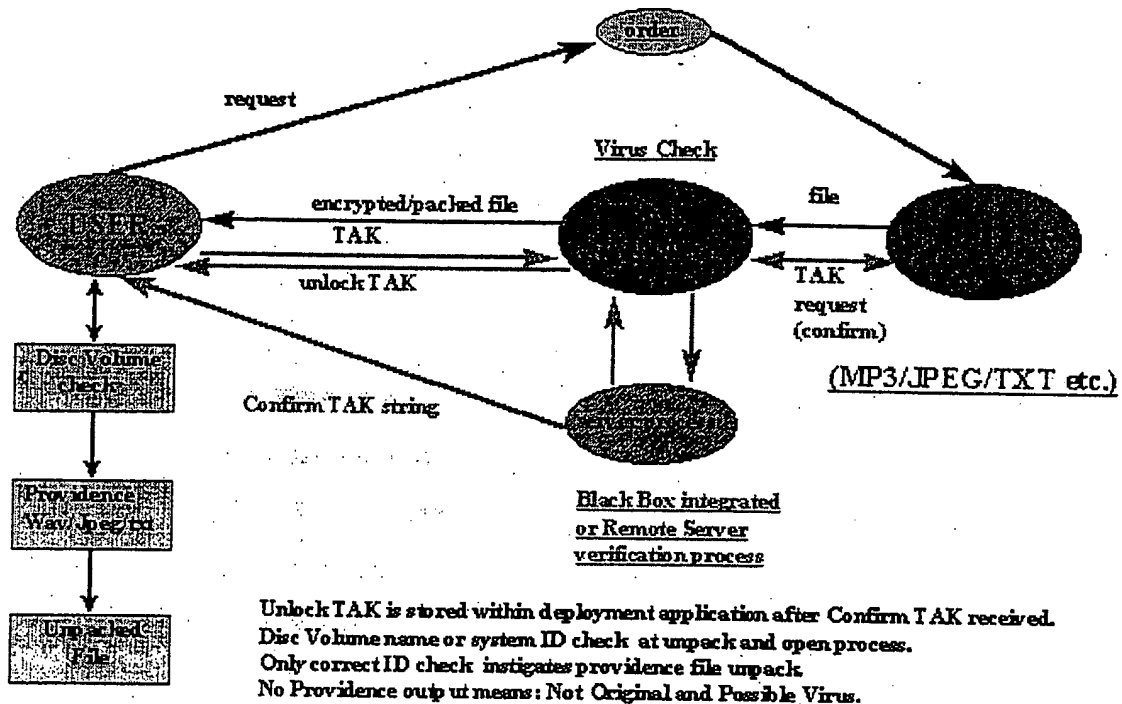 order
request
Virus Check
USER
encrypted/packed file
file
TAK
unlock TAK
TAK
request
(confirm)
Disc Volume
check
(MP3/JPEG/TXT etc.)
Confirm TAK string
Providence
Wav/Jpeg/txt
Black Box integrated
or Remote Server
verification process
Unpacked
File
Unlock TAK is stored within deployment application after Confirm TAK received.
Disc Volume name or system ID check at unpack and open process.
Only correct ID check instigates providence file unpack
No Providence output means: Not Original and Possible Virus.